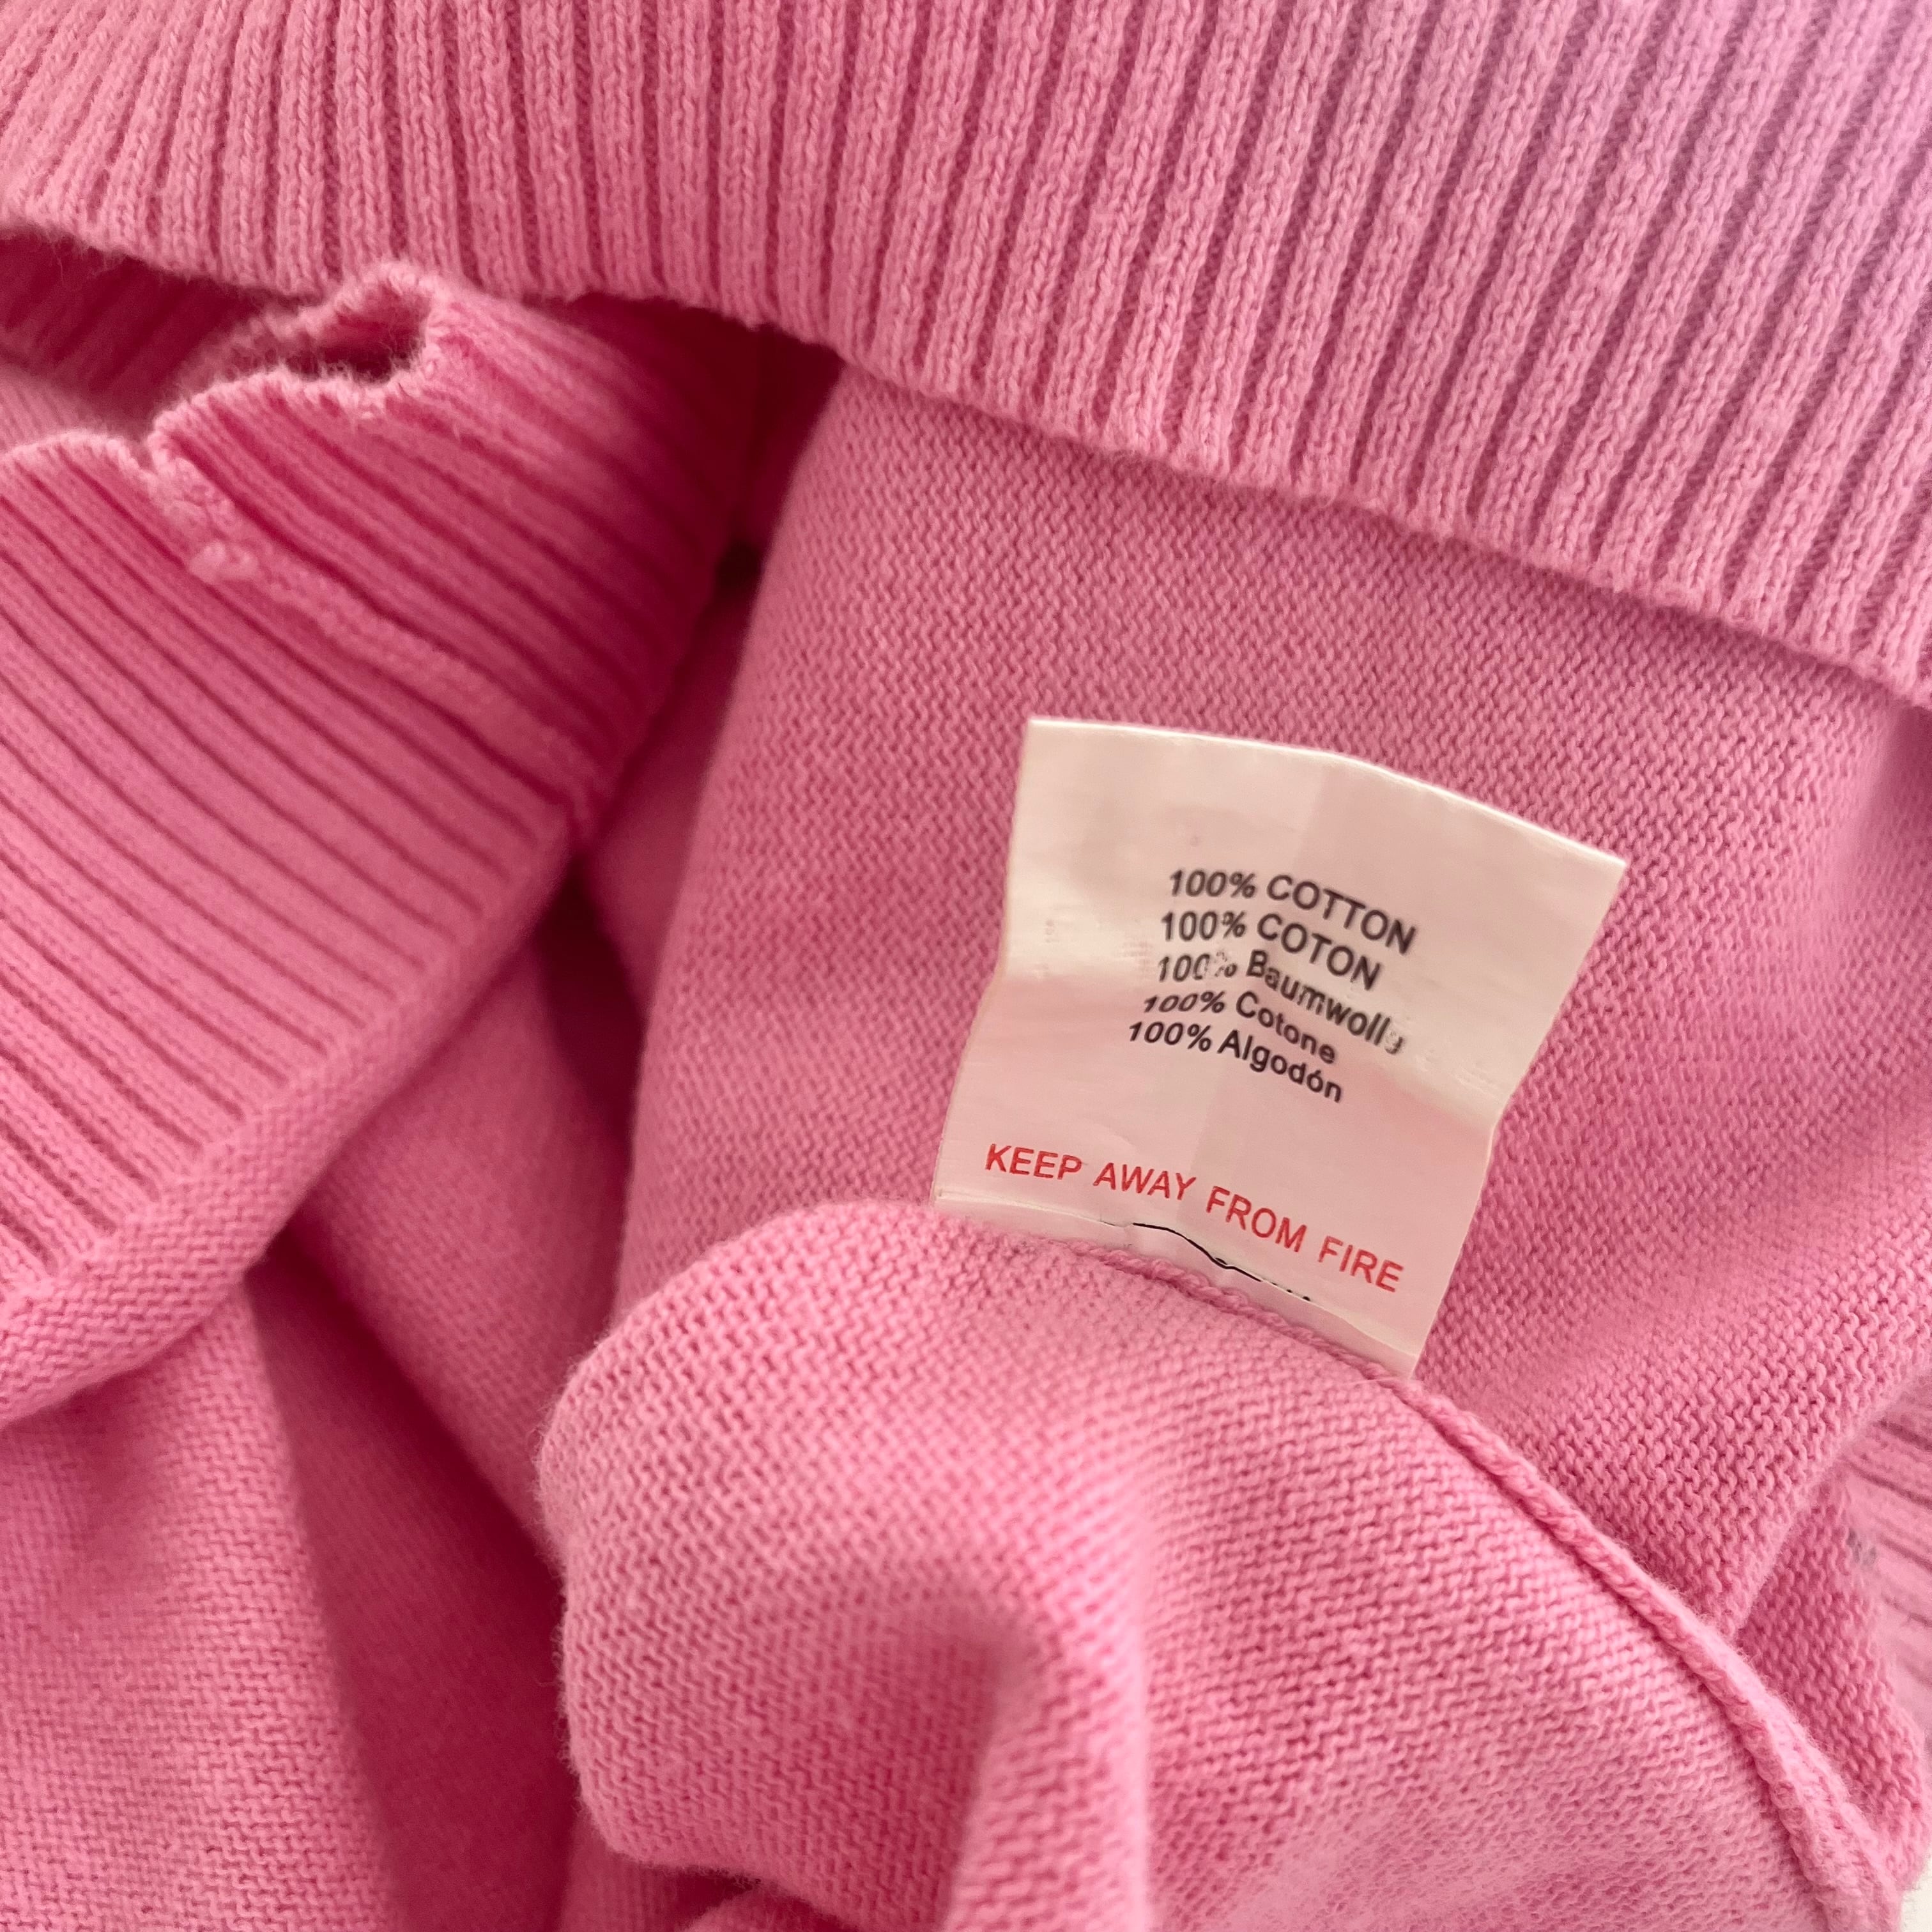 100% COTTON
100% COTON
100% Baumwolle
100% Cotone
100% Algodón
KEEP AWAY FROM FIRE